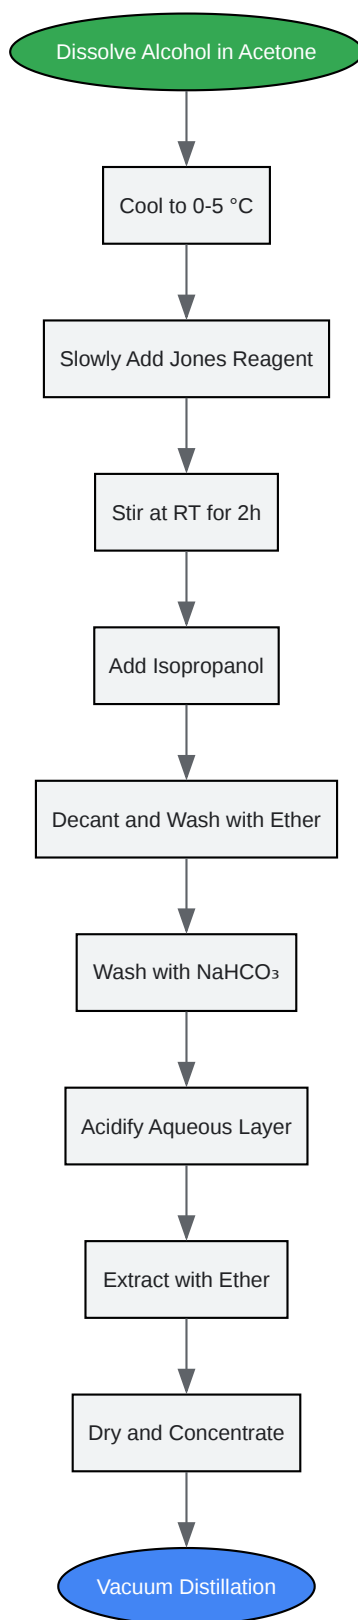 Dissolve Alcohol in Acetone
Cool to 0-5 °C
Slowly Add Jones Reagent
Stir at RT for 2h
Add Isopropanol
Decant and Wash with Ether
Wash with NaHCO₃
Acidify Aqueous Layer
Extract with Ether
Dry and Concentrate
Vacuum Distillation